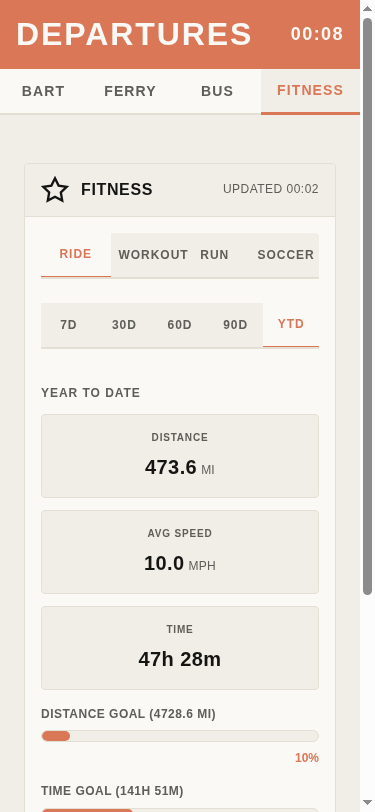 DEPARTURES 00:08
BART FERRY BUS FITNESS
FITNESS UPDATED 00:02
RIDE WORKOUT RUN SOCCER
7D 30D 60D 90D YTD
YEAR TO DATE
DISTANCE
473.6 MI
AVG SPEED
10.0 MPH
TIME
47h 28m
DISTANCE GOAL (4728.6 MI)
10%
TIME GOAL (141H 51M)